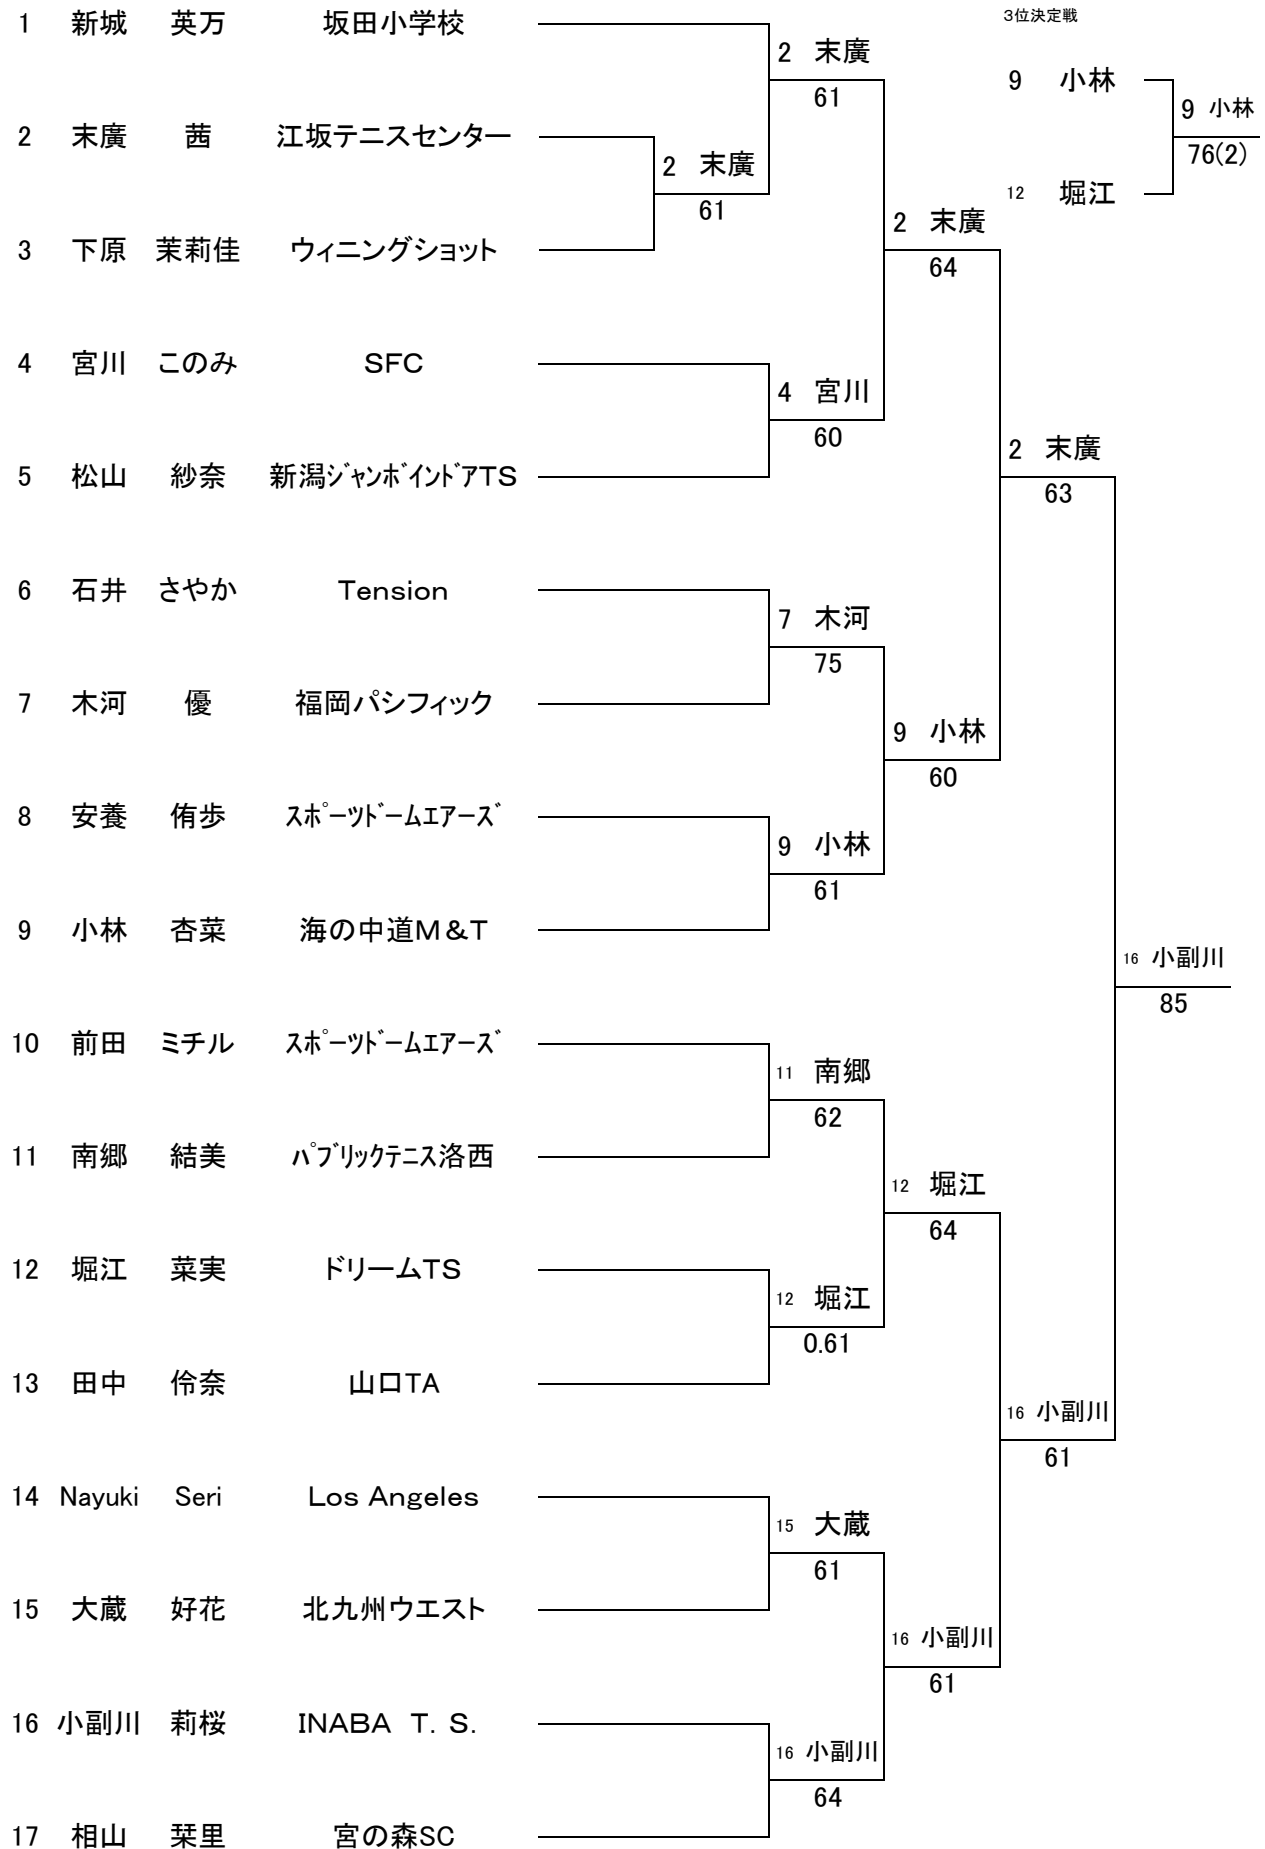 3位決定戦
1 新城 英万 坂田小学校
2 末廣
61
9 小林
9 小林
76(2)
12 堀江
2 末廣 茜 江坂テニスセンター
2 末廣
61
3 下原 茉莉佳 ウィニングショット
2 末廣
64
4 宮川 このみ SFC
4 宮川
60
5 松山 紗奈 新潟ｼﾞｬﾝﾎﾞｲﾝﾄﾞｱTS
2 末廣
63
6 石井 さやか Tension
7 木河
75
7 木河 優 福岡パシフィック
9 小林
60
8 安養 侑歩 ｽﾎﾟｰﾂﾄﾞｰﾑｴｱｰｽﾞ
9 小林
61
9 小林 杏菜 海の中道M＆T
16 小副川
85
10 前田 ミチル ｽﾎﾟｰﾂﾄﾞｰﾑｴｱｰｽﾞ
11 南郷
62
11 南郷 結美 ﾊﾟﾌﾞﾘｯｸﾃﾆｽ洛西
12 堀江
64
12 堀江 菜実 ドリームTS
12 堀江
0.61
13 田中 伶奈 山口TA
16 小副川
61
14 Nayuki Seri Los Angeles
15 大蔵
61
15 大蔵 好花 北九州ウエスト
16 小副川
61
16 小副川 莉桜 INABA T. S.
16 小副川
64
17 相山 栞里 宮の森SC